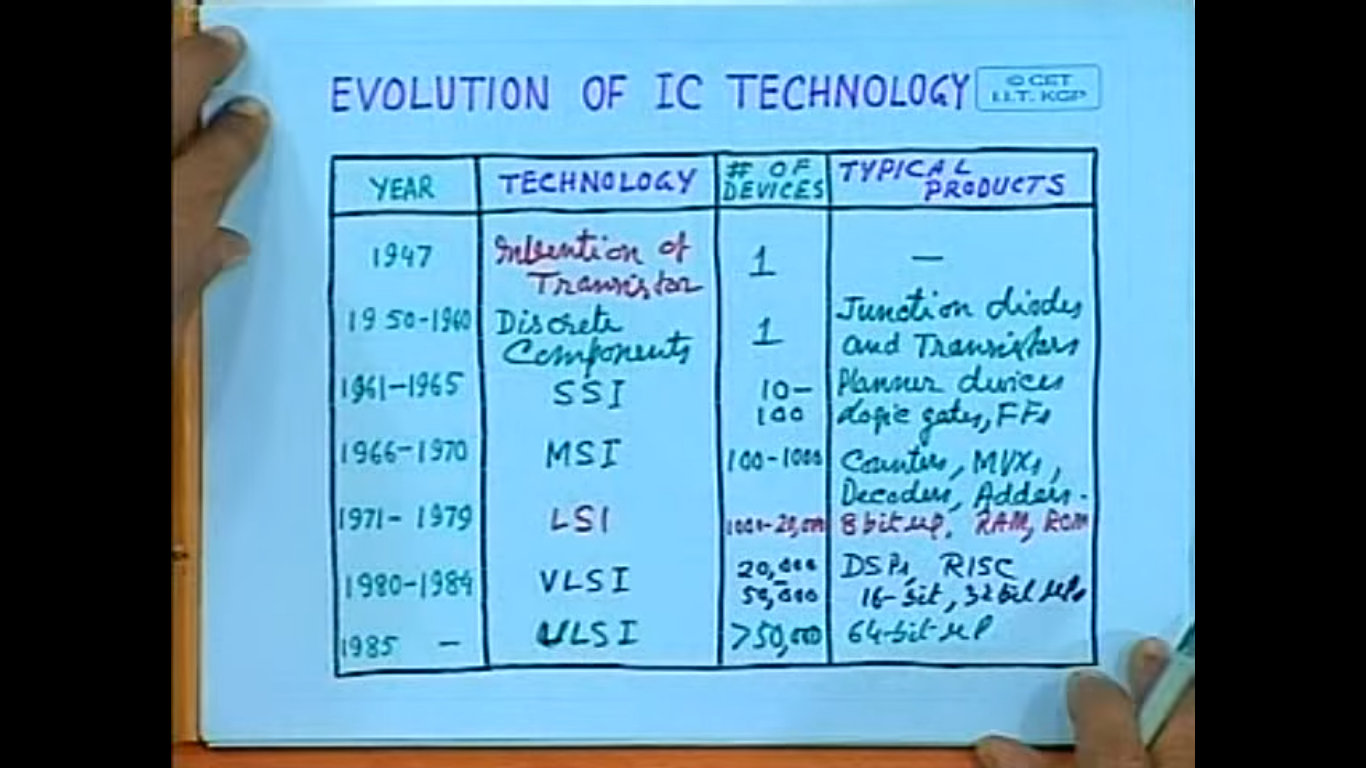 EVOLUTION OF IC TECHNOLOGY
© CET
I.I.T. KGP
YEAR TECHNOLOGY # OF DEVICES TYPICAL PRODUCTS
1947 Invention of Transistor 1 —
1950-1960 Discrete Components 1 Junction diodes and Transistors
1961-1965 SSI 10-100 Planner devices Logic gates, FFs
1966-1970 MSI 100-1000 Counters, MUXs, Decoders, Adders.
1971-1979 LSI 1000-20,000 8 bit μp, RAM, ROM
1980-1984 VLSI 20,000-50,000 DSPs, RISC 16-bit, 32 bit μPs
1985 — ULSI >50,000 64-bit μP